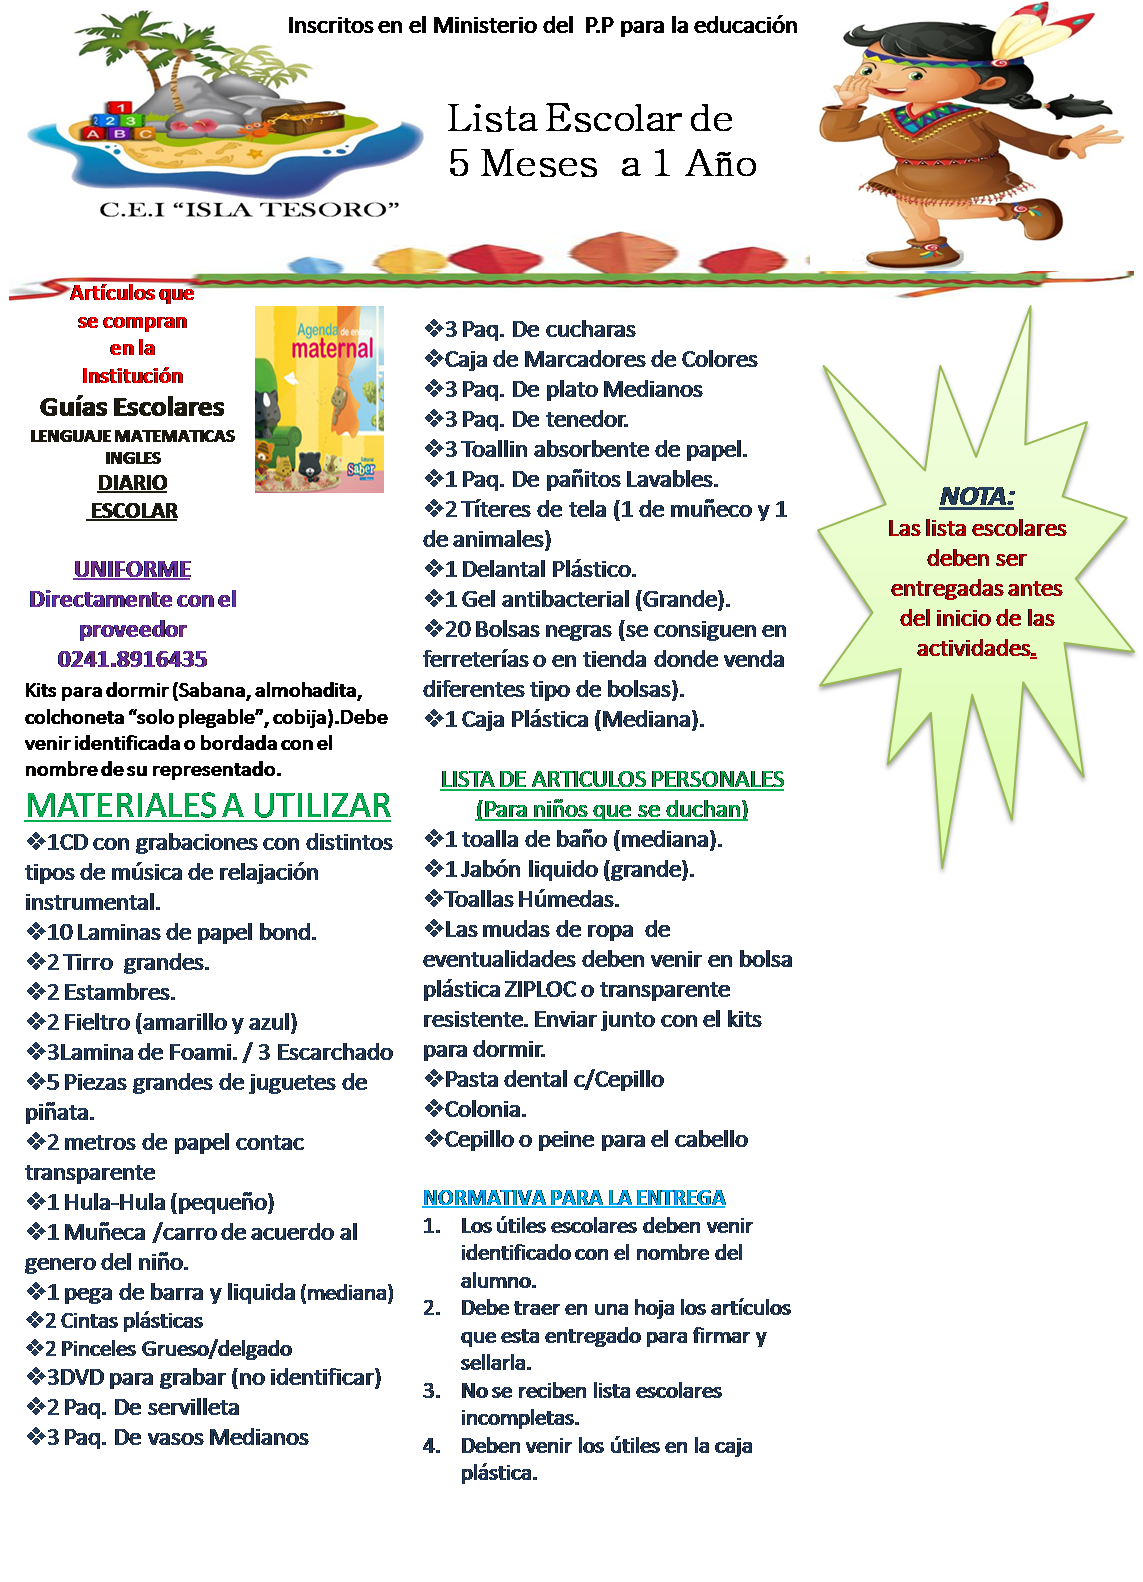 Inscritos en el Ministerio del P.P para la educación
1
2 3
A B C
C.E.I “ISLA TESORO”
Lista Escolar de
5 Meses a 1 Año
Artículos que
se compran
en la
Institución
Guías Escolares
LENGUAJE MATEMATICAS
INGLES
DIARIO
ESCOLAR
Agenda de enlace
maternal
Editorial
Saber
UNIFORME
Directamente con el
proveedor
0241.8916435
Kits para dormir (Sabana, almohadita,
colchoneta “solo plegable”, cobija).Debe
venir identificada o bordada con el
nombre de su representado.
MATERIALES A UTILIZAR
❖1CD con grabaciones con distintos
tipos de música de relajación
instrumental.
❖10 Laminas de papel bond.
❖2 Tirro grandes.
❖2 Estambres.
❖2 Fieltro (amarillo y azul)
❖3Lamina de Foami. / 3 Escarchado
❖5 Piezas grandes de juguetes de
piñata.
❖2 metros de papel contac
transparente
❖1 Hula-Hula (pequeño)
❖1 Muñeca /carro de acuerdo al
genero del niño.
❖1 pega de barra y liquida (mediana)
❖2 Cintas plásticas
❖2 Pinceles Grueso/delgado
❖3DVD para grabar (no identificar)
❖2 Paq. De servilleta
❖3 Paq. De vasos Medianos
❖3 Paq. De cucharas
❖Caja de Marcadores de Colores
❖3 Paq. De plato Medianos
❖3 Paq. De tenedor.
❖3 Toallin absorbente de papel.
❖1 Paq. De pañitos Lavables.
❖2 Títeres de tela (1 de muñeco y 1
de animales)
❖1 Delantal Plástico.
❖1 Gel antibacterial (Grande).
❖20 Bolsas negras (se consiguen en
ferreterías o en tienda donde venda
diferentes tipo de bolsas).
❖1 Caja Plástica (Mediana).
LISTA DE ARTICULOS PERSONALES
(Para niños que se duchan)
❖1 toalla de baño (mediana).
❖1 Jabón liquido (grande).
❖Toallas Húmedas.
❖Las mudas de ropa de
eventualidades deben venir en bolsa
plástica ZIPLOC o transparente
resistente. Enviar junto con el kits
para dormir.
❖Pasta dental c/Cepillo
❖Colonia.
❖Cepillo o peine para el cabello
NORMATIVA PARA LA ENTREGA
1. Los útiles escolares deben venir
identificado con el nombre del
alumno.
2. Debe traer en una hoja los artículos
que esta entregado para firmar y
sellarla.
3. No se reciben lista escolares
incompletas.
4. Deben venir los útiles en la caja
plástica.
NOTA:
Las lista escolares
deben ser
entregadas antes
del inicio de las
actividades.